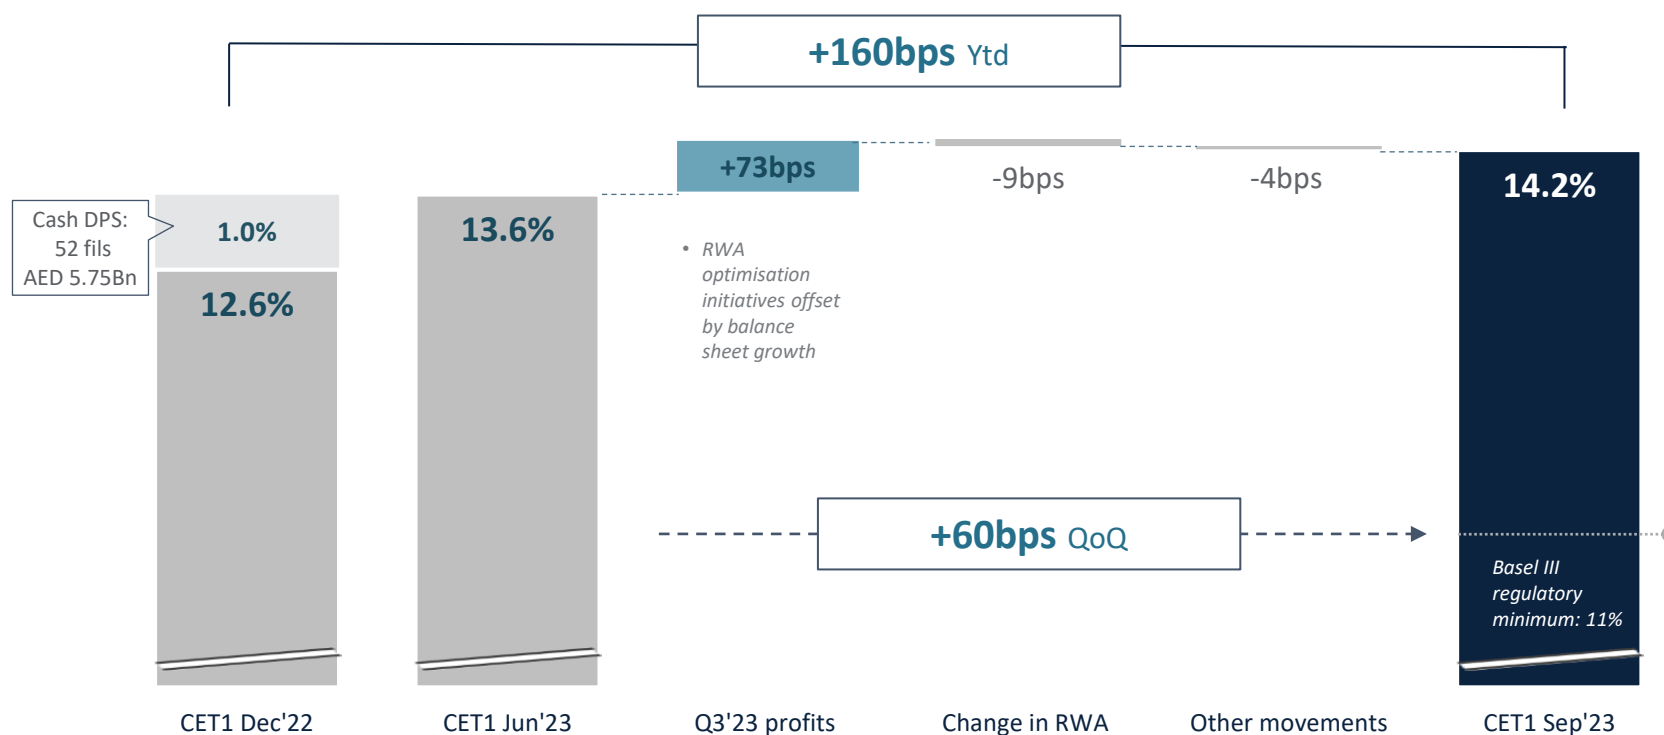 +160bps Ytd
Cash DPS:
52 fils
AED 5.75Bn
1.0%
12.6%
13.6%
+73bps
-9bps
-4bps
14.2%
• RWA
optimisation
initiatives offset
by balance
sheet growth
+60bps QoQ
Basel III
regulatory
minimum: 11%
CET1 Dec'22
CET1 Jun'23
Q3'23 profits
Change in RWA
Other movements
CET1 Sep'23